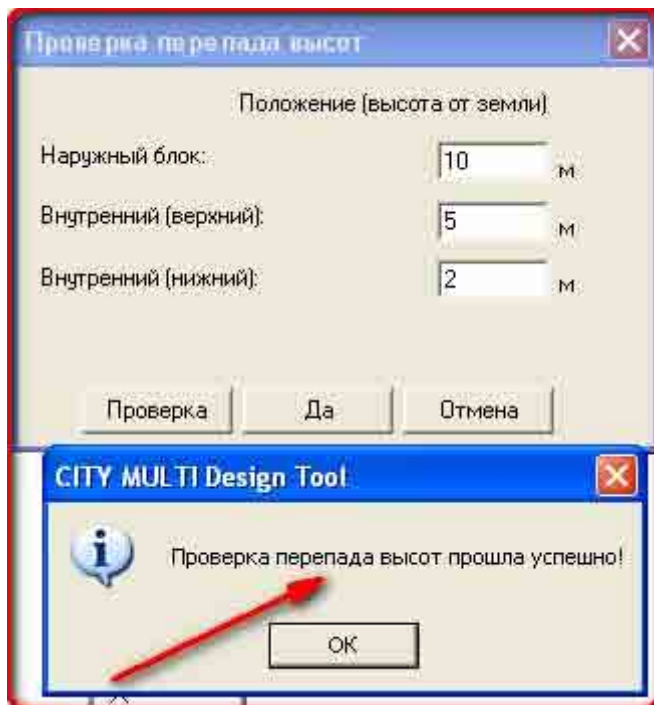 Проверка перепада высот
Положение (высота от земли)
Наружный блок: 10 м
Внутренний (верхний): 5 м
Внутренний (нижний): 2 м
Проверка Да Отмена
CITY MULTI Design Tool
Проверка перепада высот прошла успешно!
OK